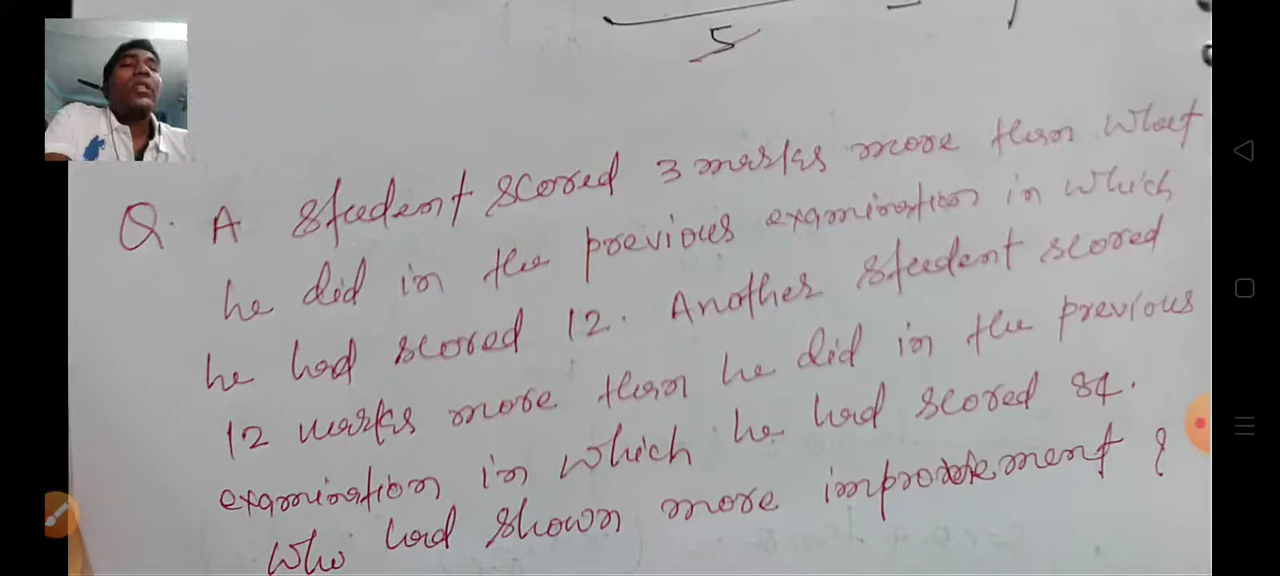 5
Q. A student scored 3 marks more than what
he did in the previous examination in which
he had scored 12. Another student scored
12 marks more than he did in the previous
examination in which he had scored 84.
Who had shown more improvement ?